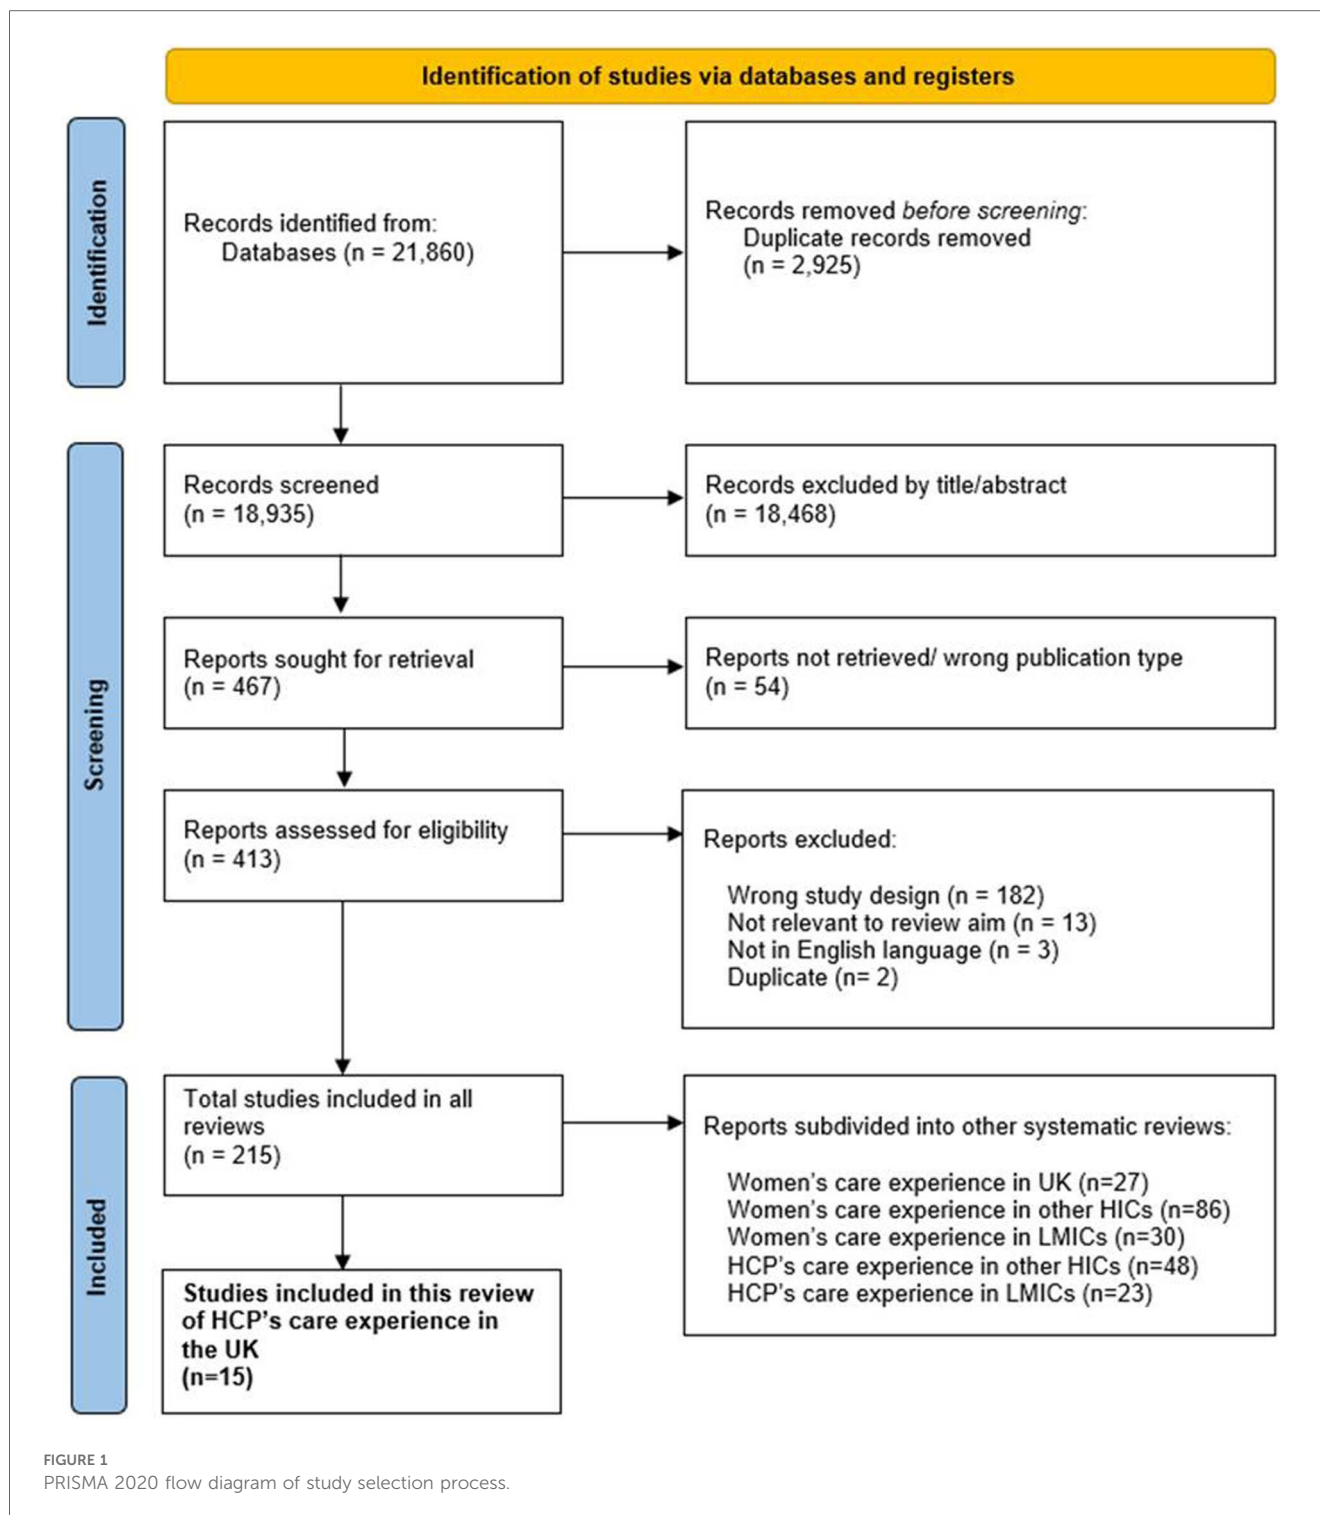 Identification of studies via databases and registers
Identification
Records identified from:
Databases (n = 21,860)
Records removed before screening:
Duplicate records removed
(n = 2,925)
Screening
Records screened
(n = 18,935)
Records excluded by title/abstract
(n = 18,468)
Reports sought for retrieval
(n = 467)
Reports not retrieved/ wrong publication type
(n = 54)
Reports assessed for eligibility
(n = 413)
Reports excluded:
Wrong study design (n = 182)
Not relevant to review aim (n = 13)
Not in English language (n = 3)
Duplicate (n= 2)
Included
Total studies included in all
reviews
(n = 215)
Reports subdivided into other systematic reviews:
Women's care experience in UK (n=27)
Women's care experience in other HICs (n=86)
Women's care experience in LMICs (n=30)
HCP's care experience in other HICs (n=48)
HCP's care experience in LMICs (n=23)
Studies included in this review
of HCP's care experience in
the UK
(n=15)
FIGURE 1
PRISMA 2020 flow diagram of study selection process.